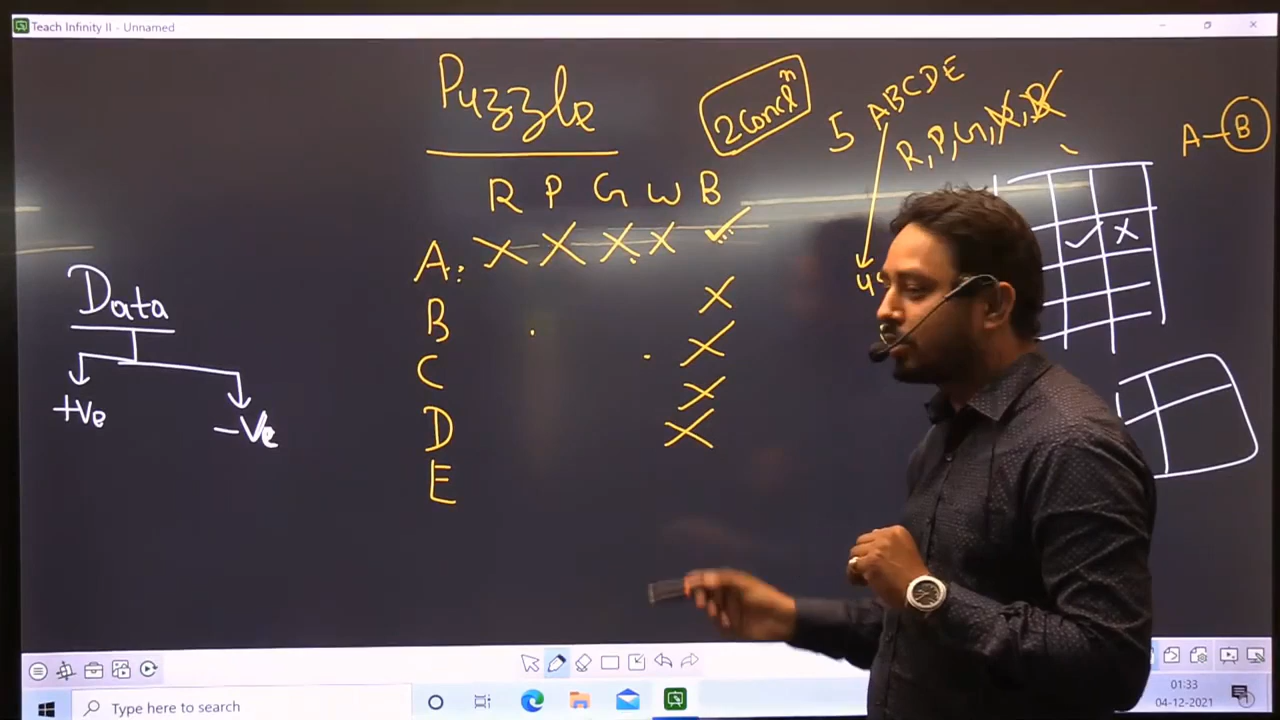 Teach Infinity II - Unnamed
Puzzle
2 Conclⁿ
5 ABCDE
R, P, G, W, B
A - B
R P G W B
A:
B
C
D
E
Data
+Ve
-Ve
Type here to search
01:33
04-12-2021